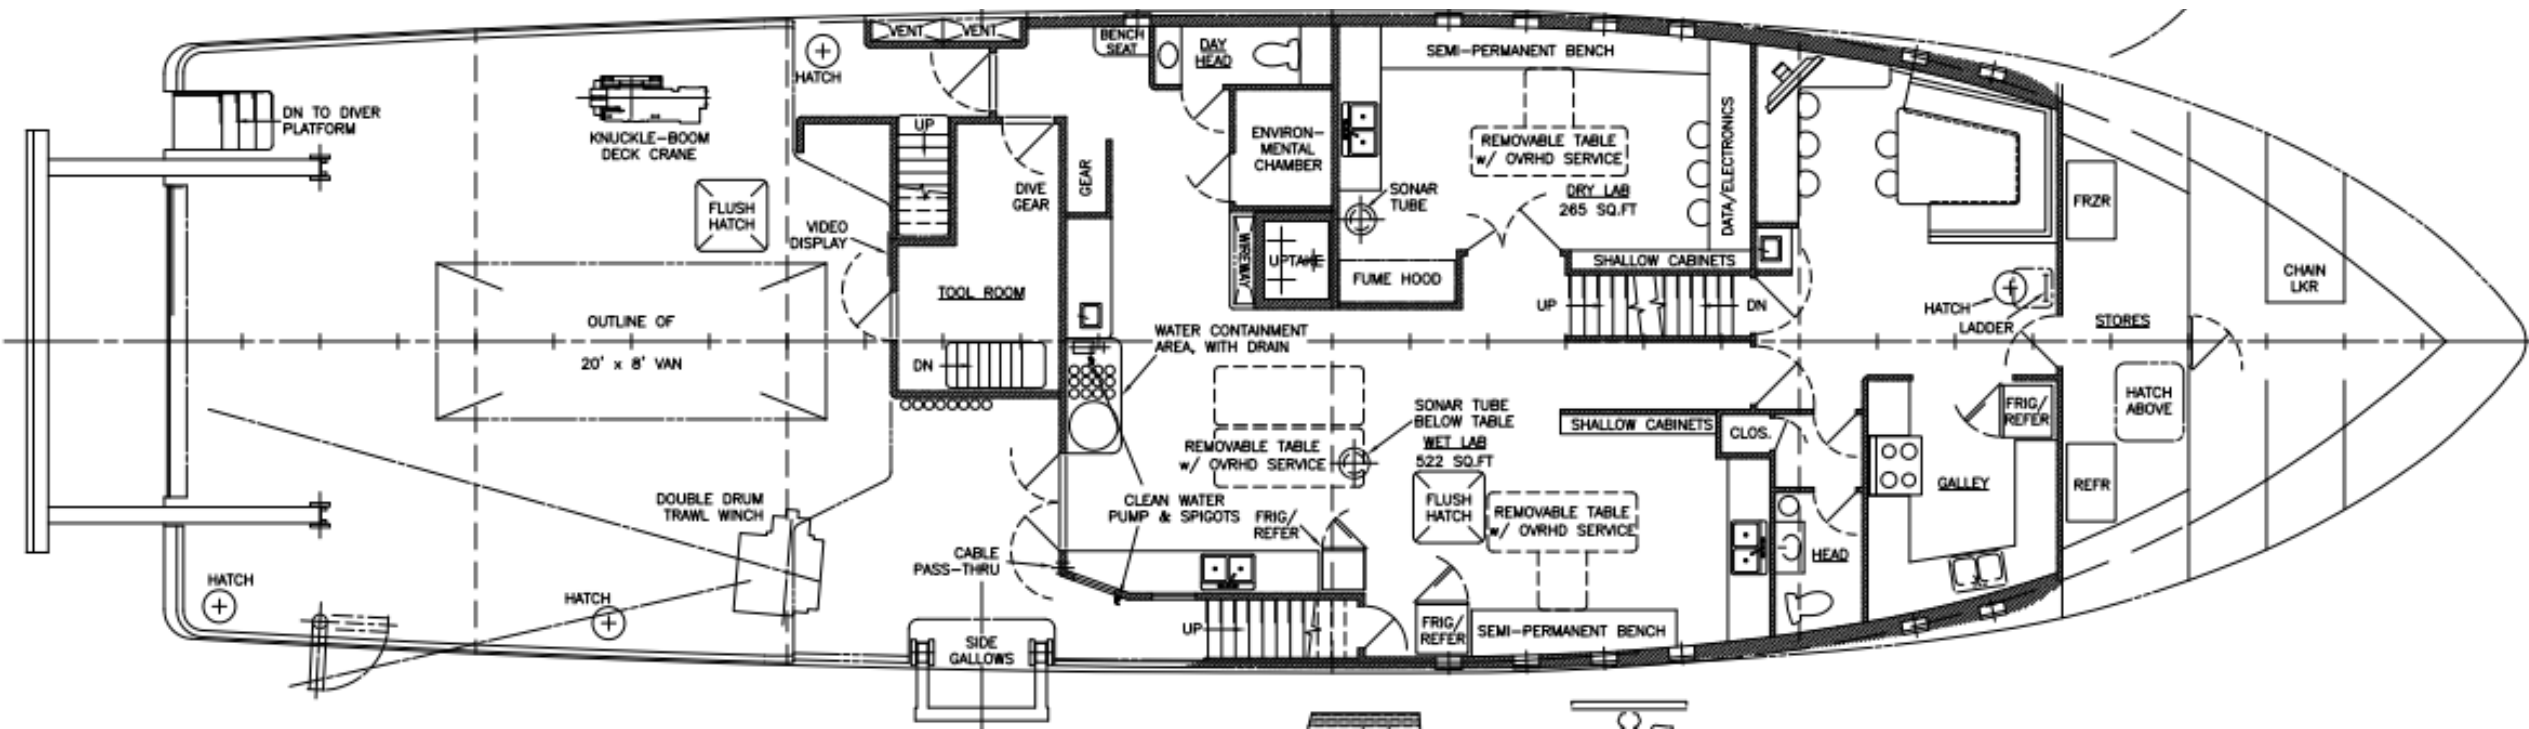 VENT
VENT
HATCH
BENCH
SEAT
DAY
HEAD
SEMI-PERMANENT BENCH
DN TO DIVER
PLATFORM
KNUCKLE-BOOM
DECK CRANE
UP
ENVIRON-
MENTAL
CHAMBER
REMOVABLE TABLE
w/ OVRHD SERVICE
DATA/ELECTRONICS
DIVE
GEAR
GEAR
SONAR
TUBE
DRY LAB
265 SQ.FT
FRZR
FLUSH
HATCH
VIDEO
DISPLAY
WIREWAY
UPTAKE
FUME HOOD
SHALLOW CABINETS
CHAIN
LKR
TOOL ROOM
UP
DN
HATCH
LADDER
STORES
OUTLINE OF
20' x 8' VAN
WATER CONTAINMENT
AREA, WITH DRAIN
DN
SONAR TUBE
BELOW TABLE
WET LAB
522 SQ.FT
REMOVABLE TABLE
w/ OVRHD SERVICE
SHALLOW CABINETS
CLOS.
FRIG/
REFER
HATCH
ABOVE
DOUBLE DRUM
TRAWL WINCH
CLEAN WATER
PUMP & SPIGOTS
FRIG/
REFER
FLUSH
HATCH
REMOVABLE TABLE
w/ OVRHD SERVICE
GALLEY
REFR
CABLE
PASS-THRU
HEAD
HATCH
HATCH
SIDE
GALLOWS
UP
FRIG/
REFER
SEMI-PERMANENT BENCH